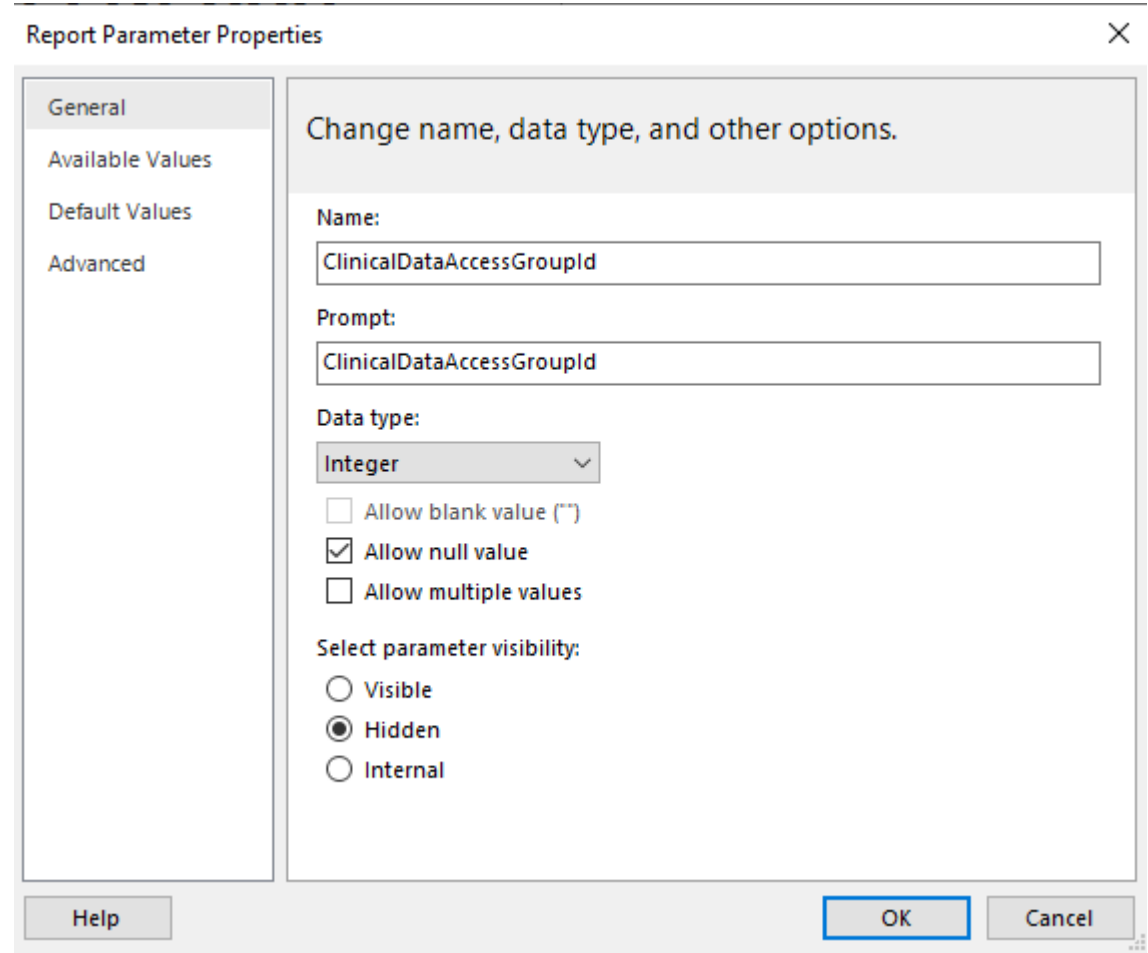 Report Parameter Properties
General
Available Values
Default Values
Advanced
Change name, data type, and other options.
Name:
ClinicalDataAccessGroupId
Prompt:
ClinicalDataAccessGroupId
Data type:
Integer
Allow blank value ("")
Allow null value
Allow multiple values
Select parameter visibility:
Visible
Hidden
Internal
Help
OK
Cancel